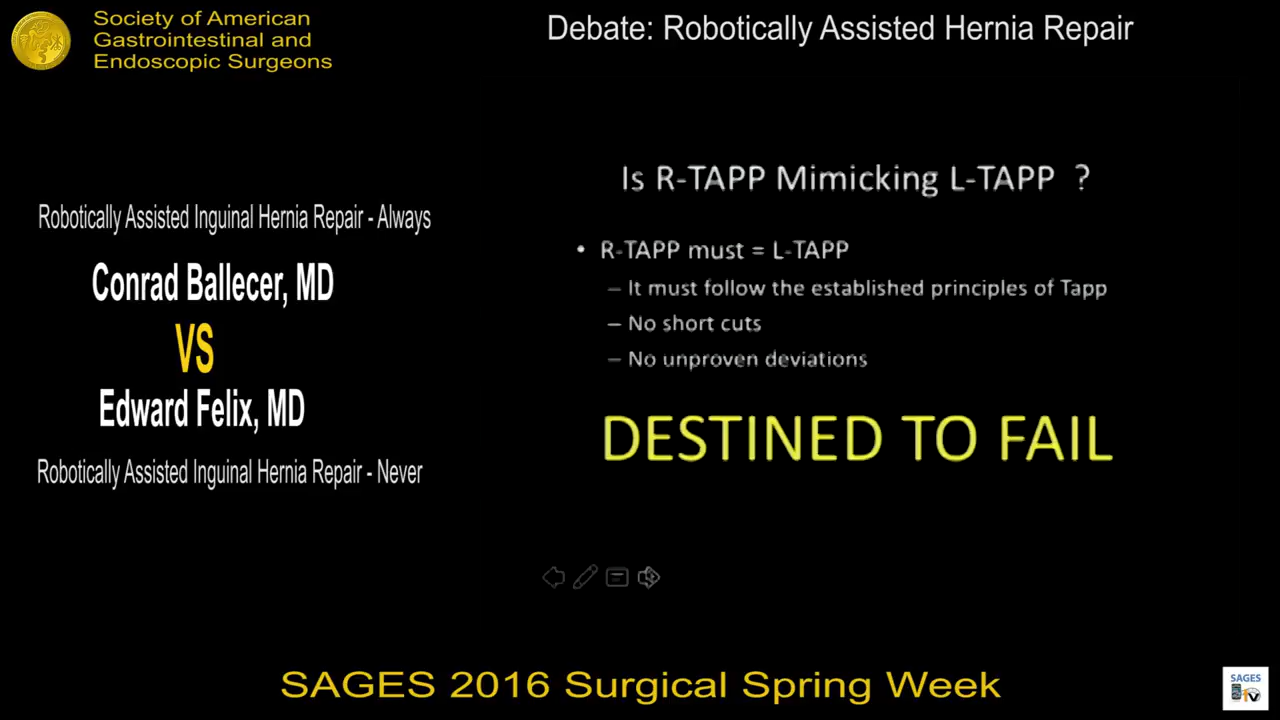 Society of American
Gastrointestinal and
Endoscopic Surgeons
Debate: Robotically Assisted Hernia Repair
Robotically Assisted Inguinal Hernia Repair - Always
Conrad Ballecer, MD
VS
Edward Felix, MD
Robotically Assisted Inguinal Hernia Repair - Never
Is R-TAPP Mimicking L-TAPP ?
• R-TAPP must = L-TAPP
– It must follow the established principles of Tapp
– No short cuts
– No unproven deviations
DESTINED TO FAIL
SAGES 2016 Surgical Spring Week
SAGES
TV